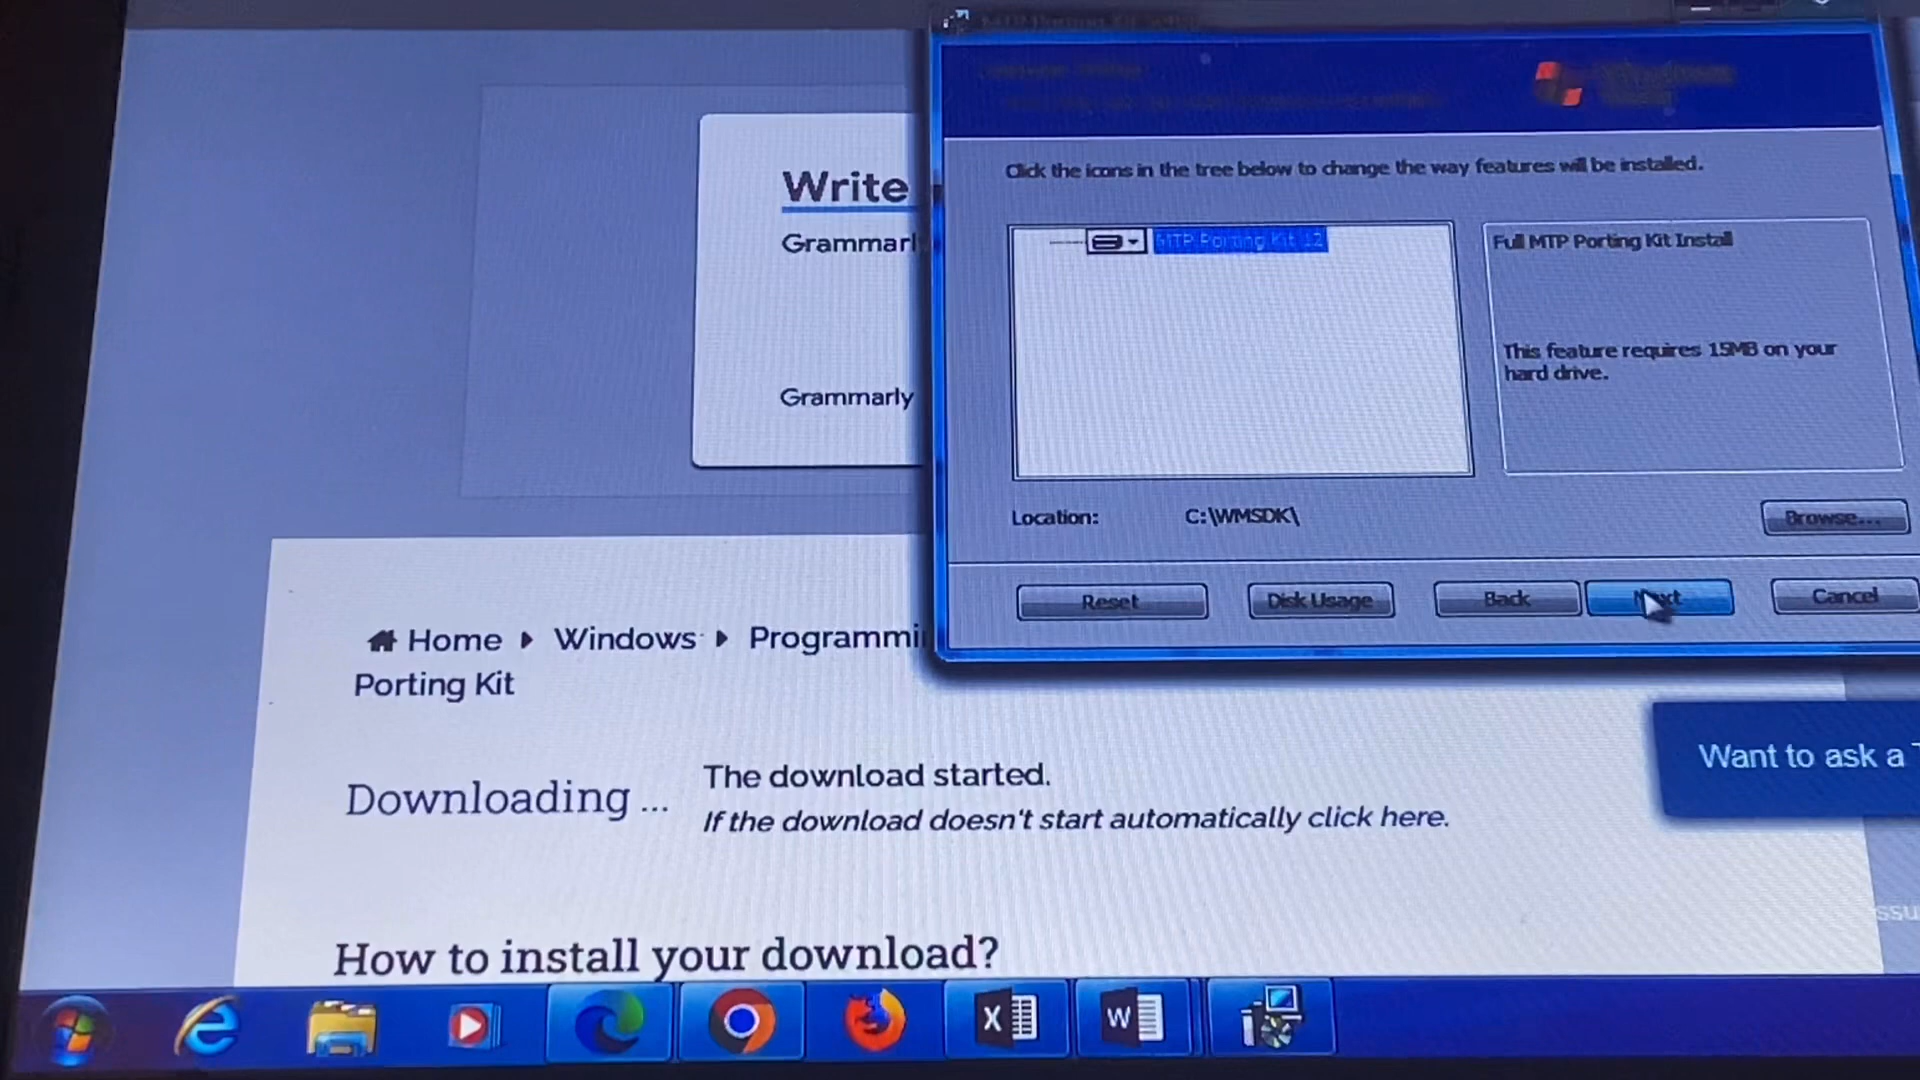 Write
Grammarl
Grammarly
Click the icons in the tree below to change the way features will be installed.
MTP Porting Kit 12
Full MTP Porting Kit Install
This feature requires 15MB on your
hard drive.
Location: C:\WMSDK\
Browse...
Reset Disk Usage Back Next Cancel
Home Windows Programmi
Porting Kit
Want to ask a
Downloading ...
The download started.
If the download doesn't start automatically click here.
ssu
How to install your download?